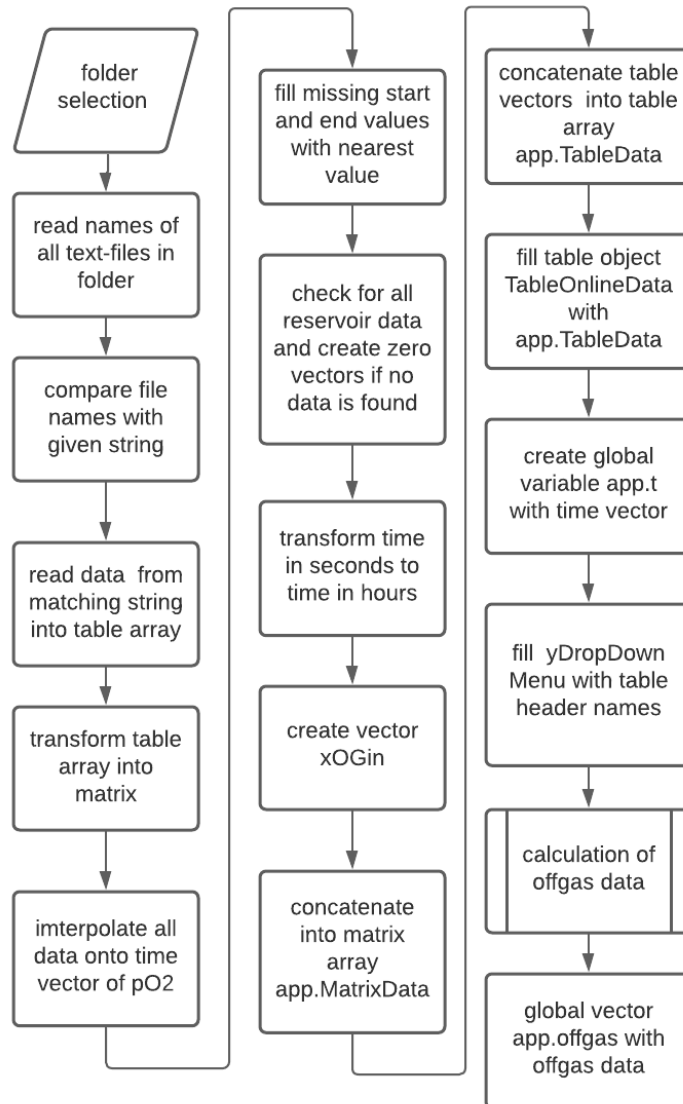 folder
selection
read names of
all text-files in
folder
compare file
names with
given string
read data from
matching string
into table array
transform table
array into
matrix
imterpolate all
data onto time
vector of pO2
fill missing start
and end values
with nearest
value
check for all
reservoir data
and create zero
vectors if no
data is found
transform time
in seconds to
time in hours
create vector
xOGin
concatenate
into matrix
array
app.MatrixData
concatenate table
vectors into table
array
app.TableData
fill table object
TableOnlineData
with
app.TableData
create global
variable app.t
with time vector
fill yDropDown
Menu with table
header names
calculation of
offgas data
global vector
app.offgas with
offgas data